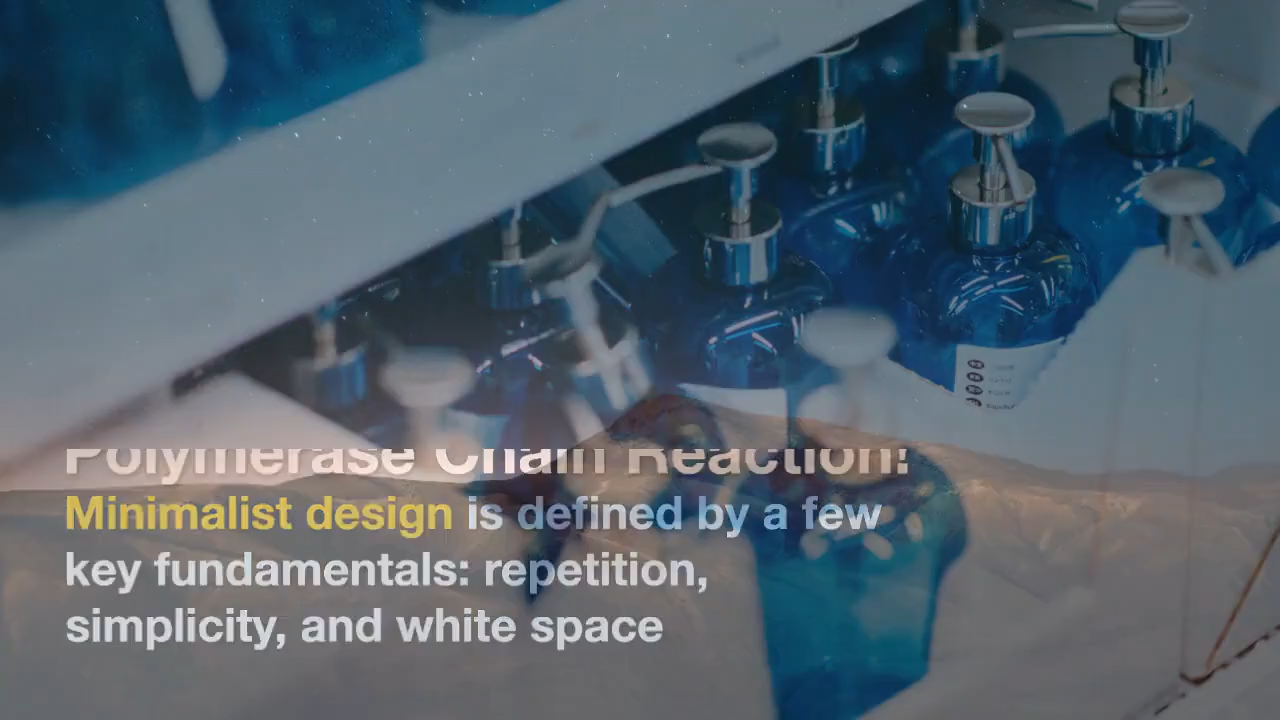 Polymerase Chain Reaction!
Minimalist design is defined by a few
key fundamentals: repetition,
simplicity, and white space